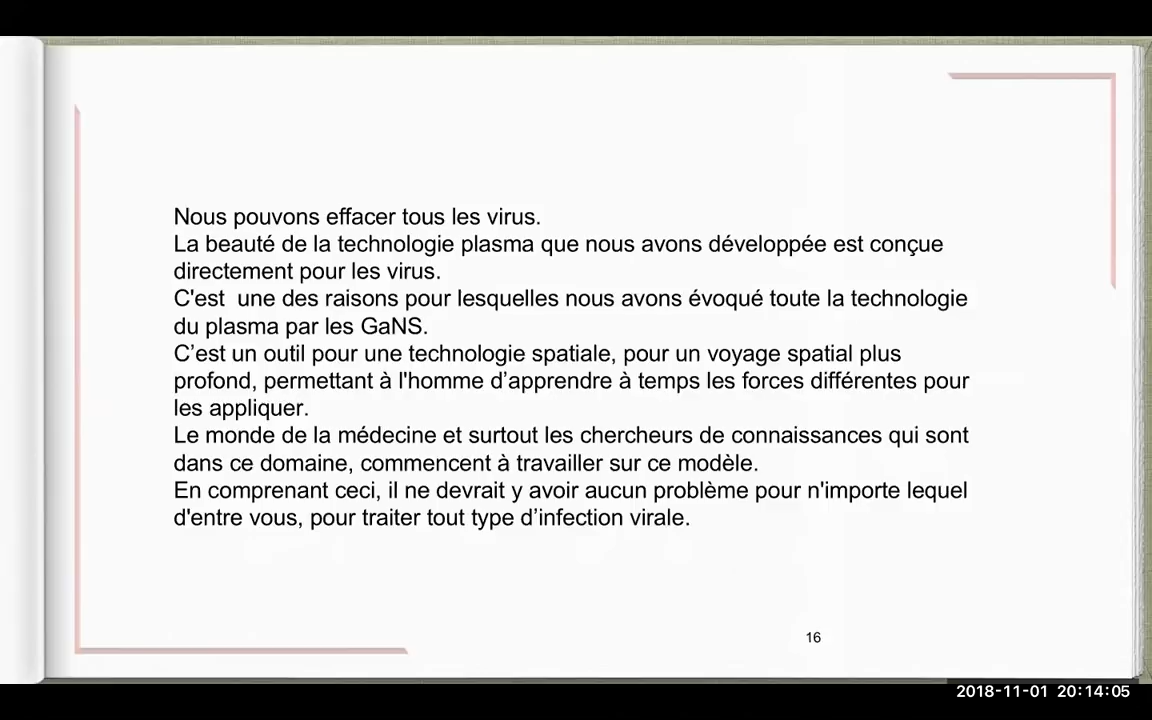 Nous pouvons effacer tous les virus.
La beauté de la technologie plasma que nous avons développée est conçue
directement pour les virus.
C'est  une des raisons pour lesquelles nous avons évoqué toute la technologie
du plasma par les GaNS.
C’est un outil pour une technologie spatiale, pour un voyage spatial plus
profond, permettant à l'homme d’apprendre à temps les forces différentes pour
les appliquer.
Le monde de la médecine et surtout les chercheurs de connaissances qui sont
dans ce domaine, commencent à travailler sur ce modèle.
En comprenant ceci, il ne devrait y avoir aucun problème pour n'importe lequel
d'entre vous, pour traiter tout type d’infection virale.
16
2018-11-01 20:14:05